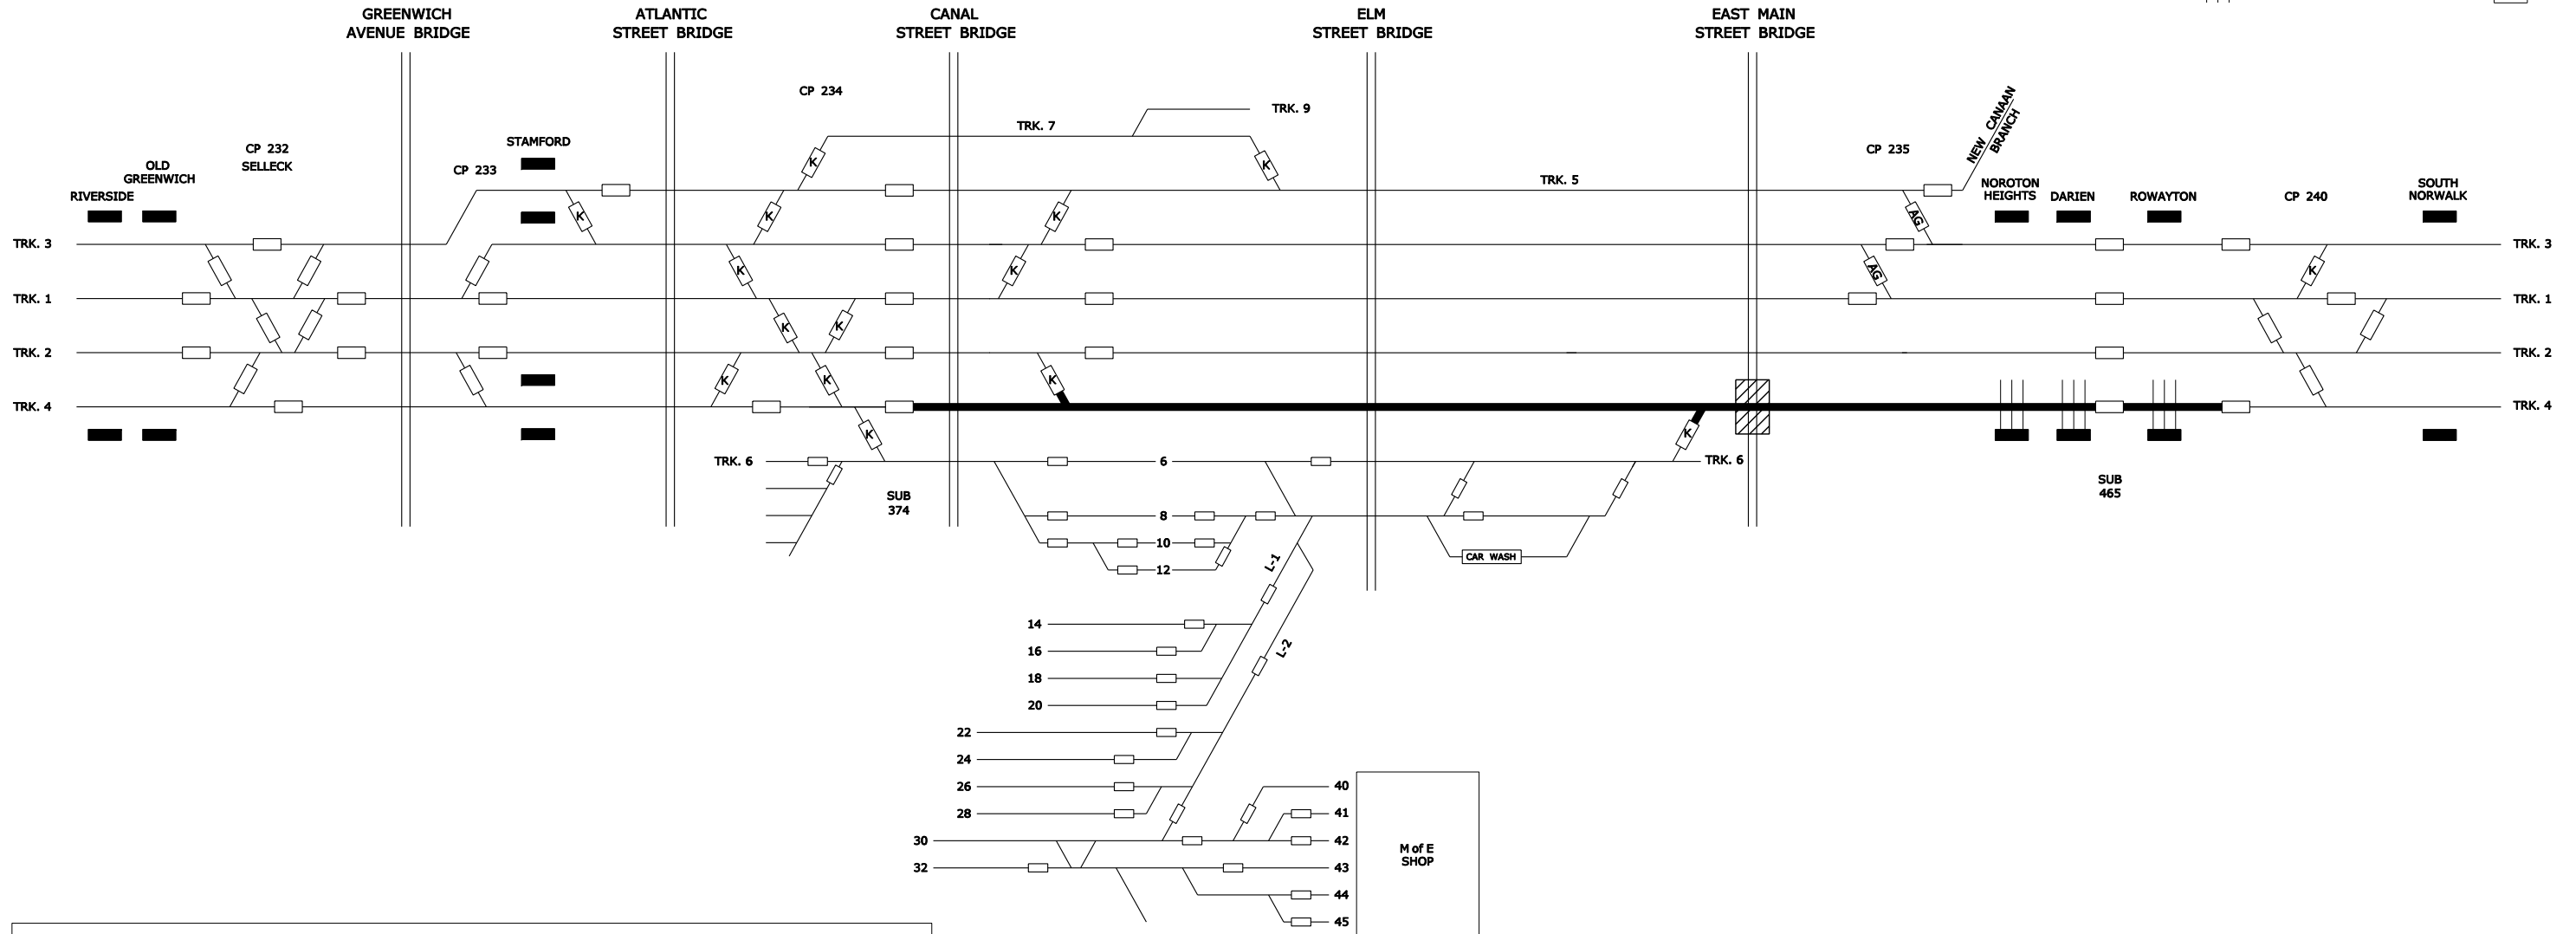 GREENWICH
AVENUE BRIDGE
ATLANTIC
STREET BRIDGE
CANAL
STREET BRIDGE
ELM
STREET BRIDGE
EAST MAIN
STREET BRIDGE
CP 234
TRK. 9
TRK. 7
NEW CANAAN
BRANCH
STAMFORD
CP 232
SELLECK
CP 233
CP 235
OLD
GREENWICH
RIVERSIDE
K
K
TRK. 5
NOROTON
HEIGHTS
DARIEN
ROWAYTON
CP 240
SOUTH
NORWALK
K
K
K
AG
TRK. 3
TRK. 3
K
K
AG
K
TRK. 1
TRK. 1
K
K
TRK. 2
TRK. 2
K
K
K
TRK. 4
TRK. 4
K
K
TRK. 6
6
TRK. 6
SUB
374
SUB
465
8
10
12
CAR WASH
L-1
L-2
14
16
18
20
22
24
26
28
30
32
40
41
42
43
44
45
M of E
SHOP